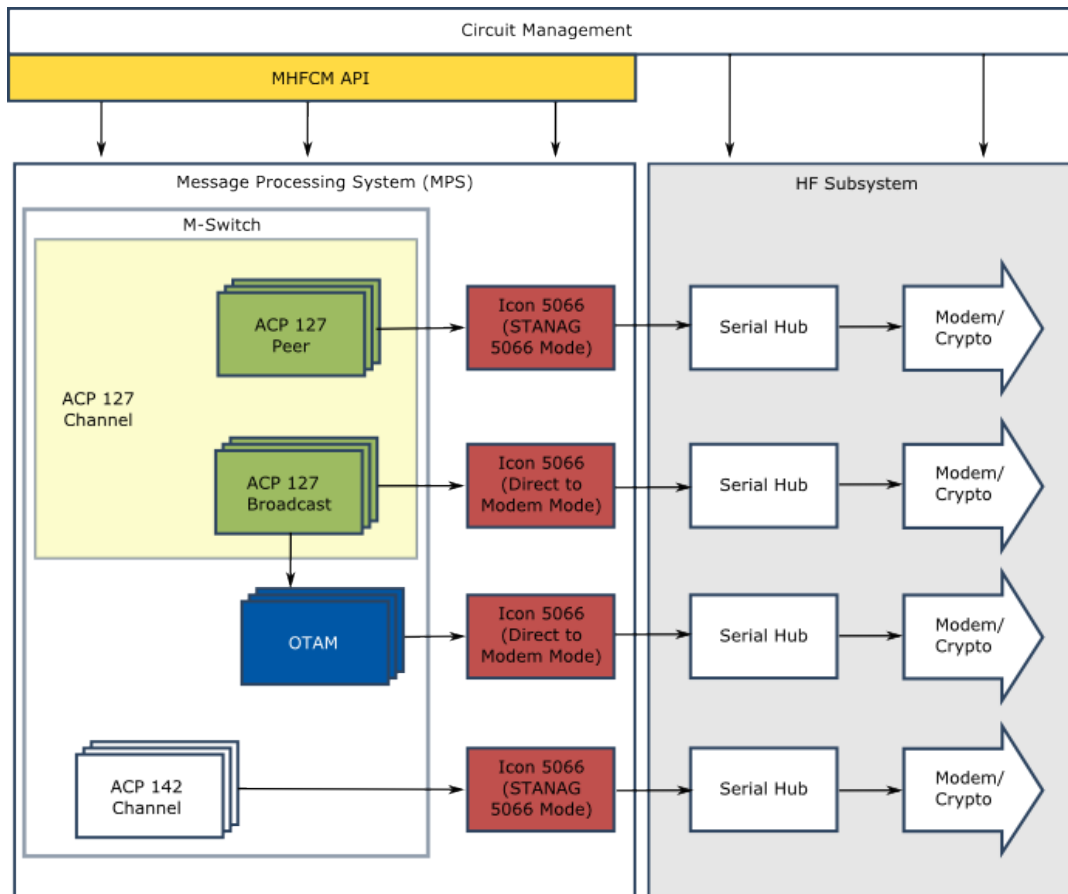 Circuit Management
MHFCM API
Message Processing System (MPS)
HF Subsystem
M-Switch
ACP 127
Peer
Icon 5066
(STANAG
5066 Mode)
Serial Hub
Modem/
Crypto
ACP 127
Channel
ACP 127
Broadcast
Icon 5066
(Direct to
Modem Mode)
Serial Hub
Modem/
Crypto
OTAM
Icon 5066
(Direct to
Modem Mode)
Serial Hub
Modem/
Crypto
ACP 142
Channel
Icon 5066
(STANAG
5066 Mode)
Serial Hub
Modem/
Crypto